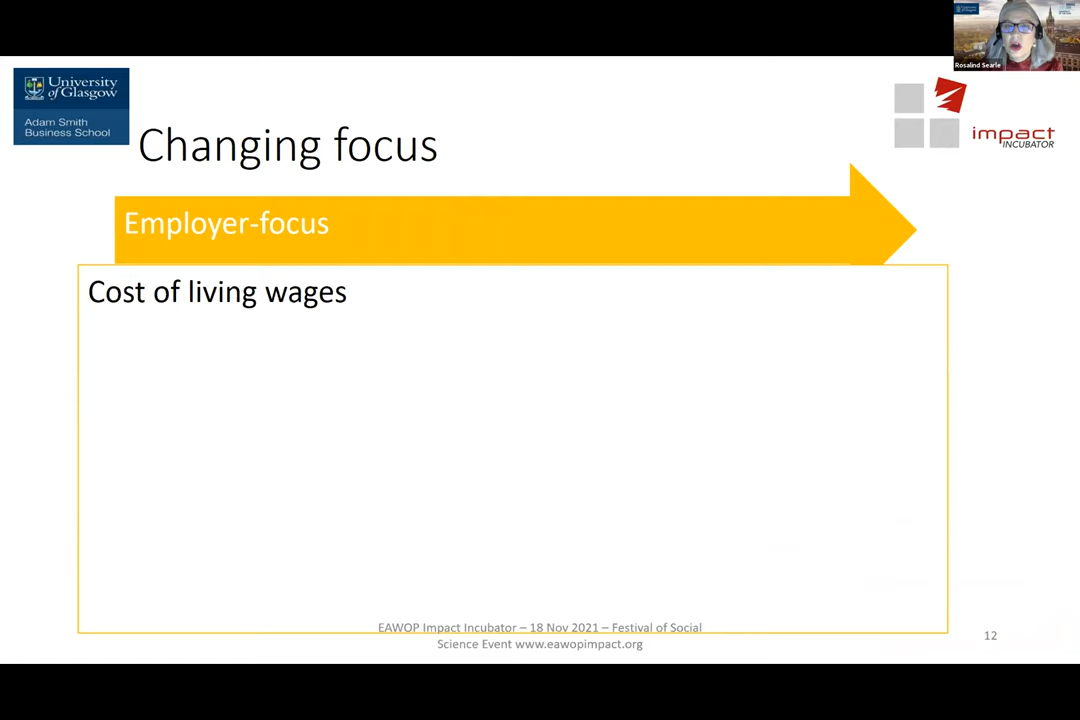 Rosalind Searle
University
of Glasgow
Adam Smith
Business School
impact
INCUBATOR
Changing focus
Employer-focus
Cost of living wages
EAWOP Impact Incubator – 18 Nov 2021 – Festival of Social
Science Event www.eawopimpact.org
12